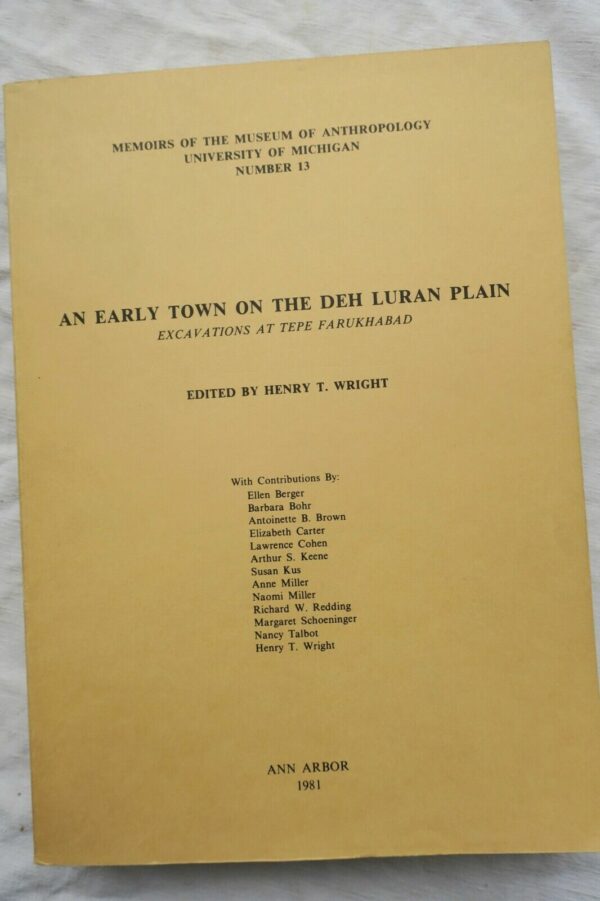 MEMOIRS OF THE MUSEUM OF ANTHROPOLOGY
UNIVERSITY OF MICHIGAN
NUMBER 13
AN EARLY TOWN ON THE DEH LURAN PLAIN
EXCAVATIONS AT TEPE FARUKHABAD
EDITED BY HENRY T. WRIGHT
With Contributions By:
Ellen Berger
Barbara Bohr
Antoinette B. Brown
Elizabeth Carter
Lawrence Cohen
Arthur S. Keene
Susan Kus
Anne Miller
Naomi Miller
Richard W. Redding
Margaret Schoeninger
Nancy Talbot
Henry T. Wright
ANN ARBOR
1981